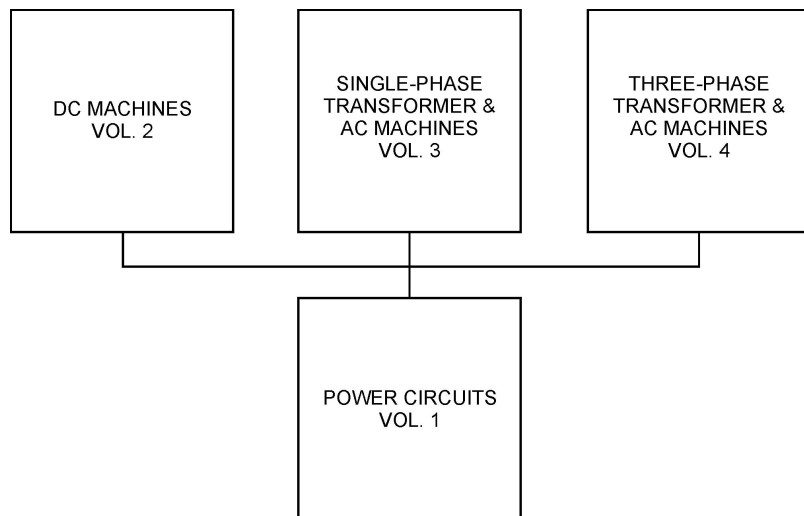 DC MACHINES
VOL. 2
SINGLE-PHASE
TRANSFORMER &
AC MACHINES
VOL. 3
THREE-PHASE
TRANSFORMER &
AC MACHINES
VOL. 4
POWER CIRCUITS
VOL. 1